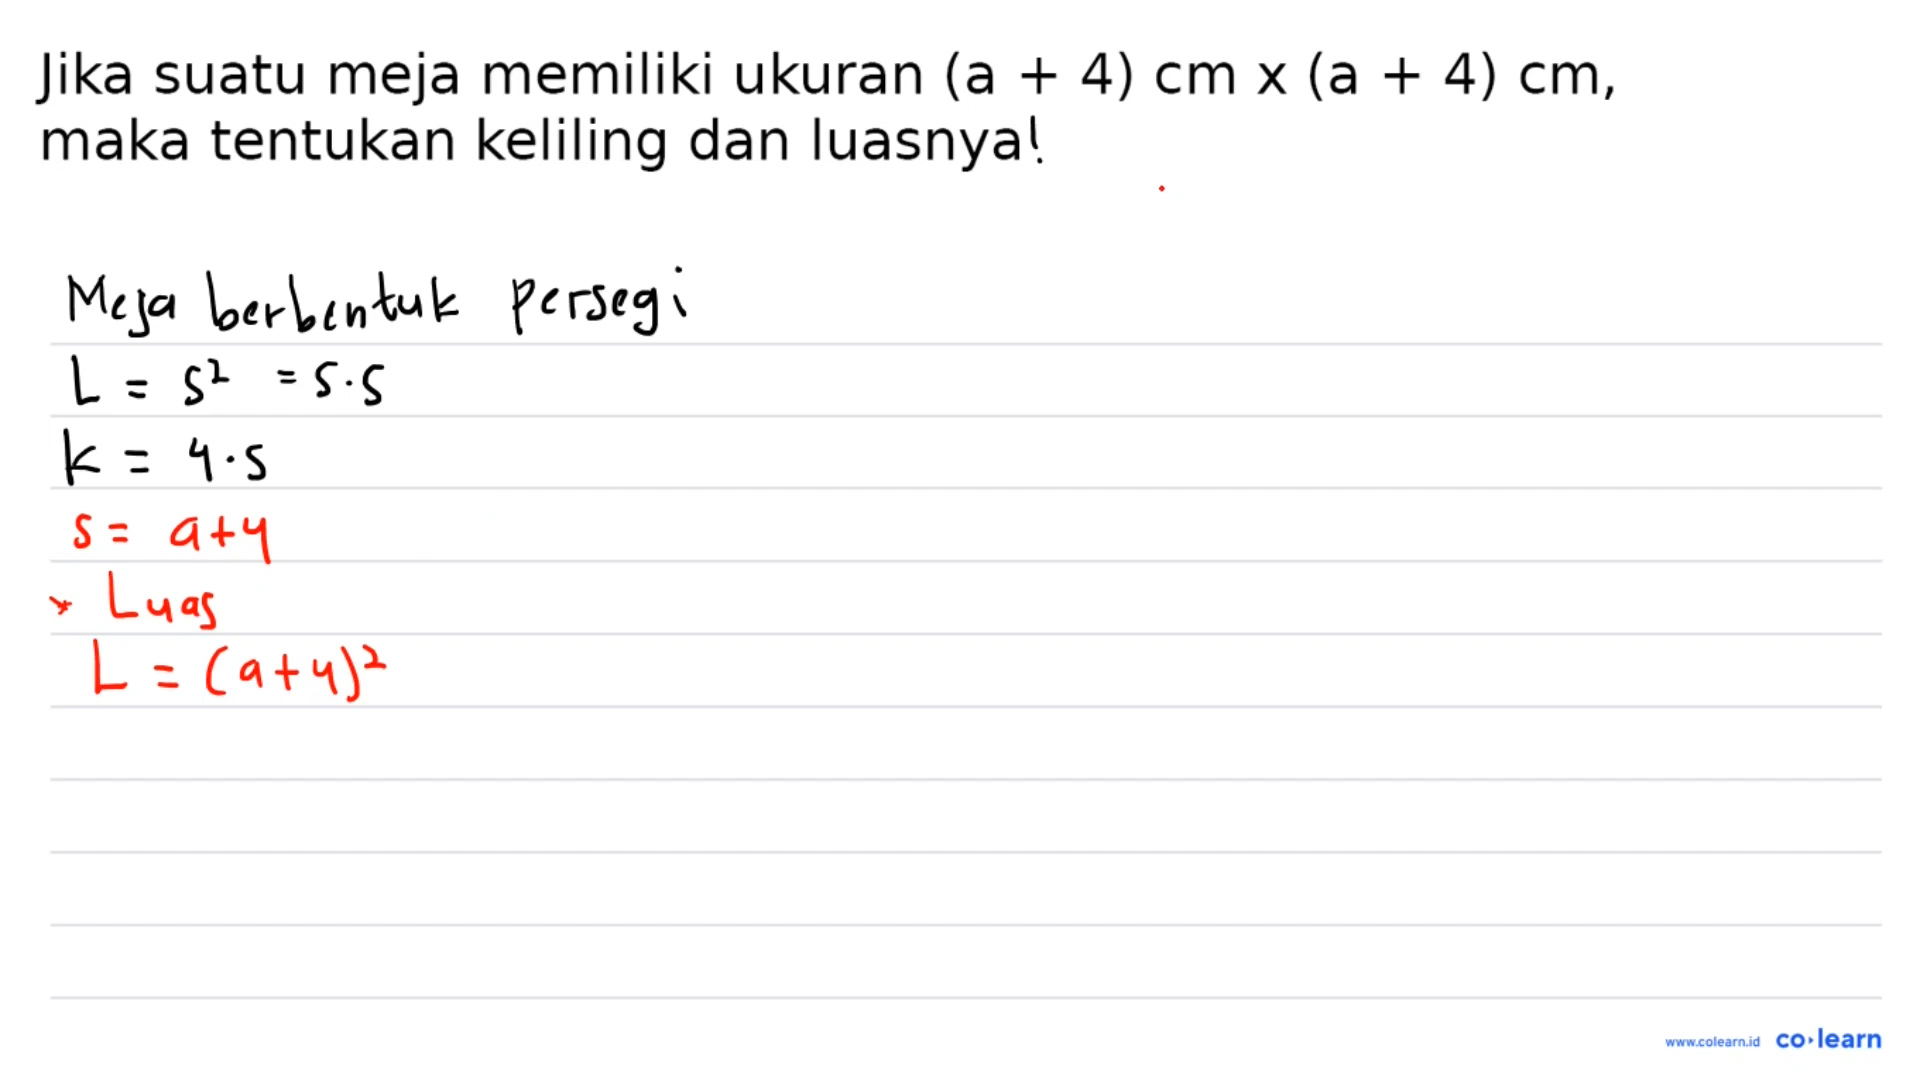 Jika suatu meja memiliki ukuran (a + 4) cm x (a + 4) cm,
maka tentukan keliling dan luasnya!
Meja berbentuk persegi
L = s² = s·s
k = 4·s
s = a+4
* Luas
L = (a+4)²
www.colearn.id co·learn